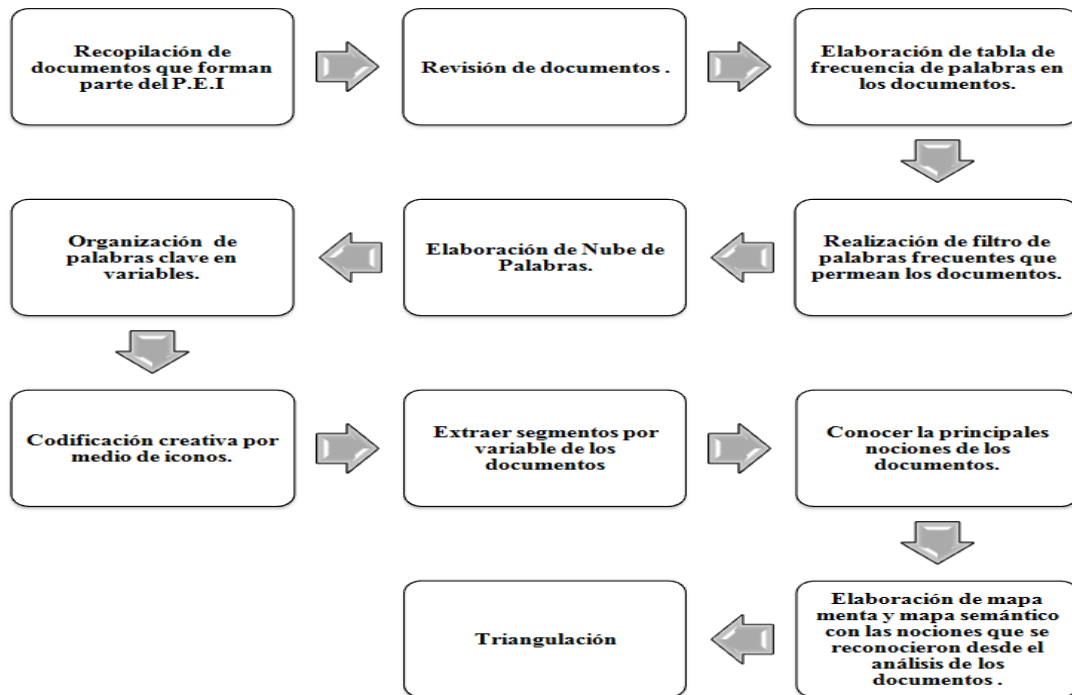 Recopilación de
documentos que forman
parte del P.E.I
Revisión de documentos .
Elaboración de tabla de
frecuencia de palabras en
los documentos.
Realización de filtro de
palabras frecuentes que
permean los documentos.
Elaboración de Nube de
Palabras.
Organización de
palabras clave en
variables.
Codificación creativa por
medio de iconos.
Extraer segmentos por
variable de los
documentos
Conocer la principales
nociones de los
documentos.
Elaboración de mapa
menta y mapa semántico
con las nociones que se
reconocieron desde el
análisis de los
documentos .
Triangulación